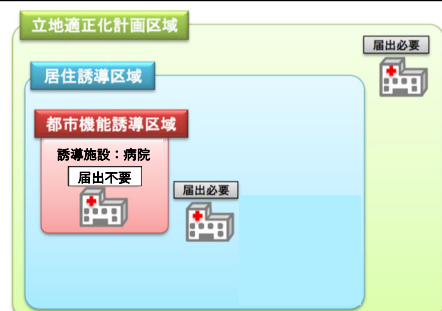 立地適正化計画区域
届出必要
居住誘導区域
都市機能誘導区域
誘導施設：病院
届出不要
届出必要